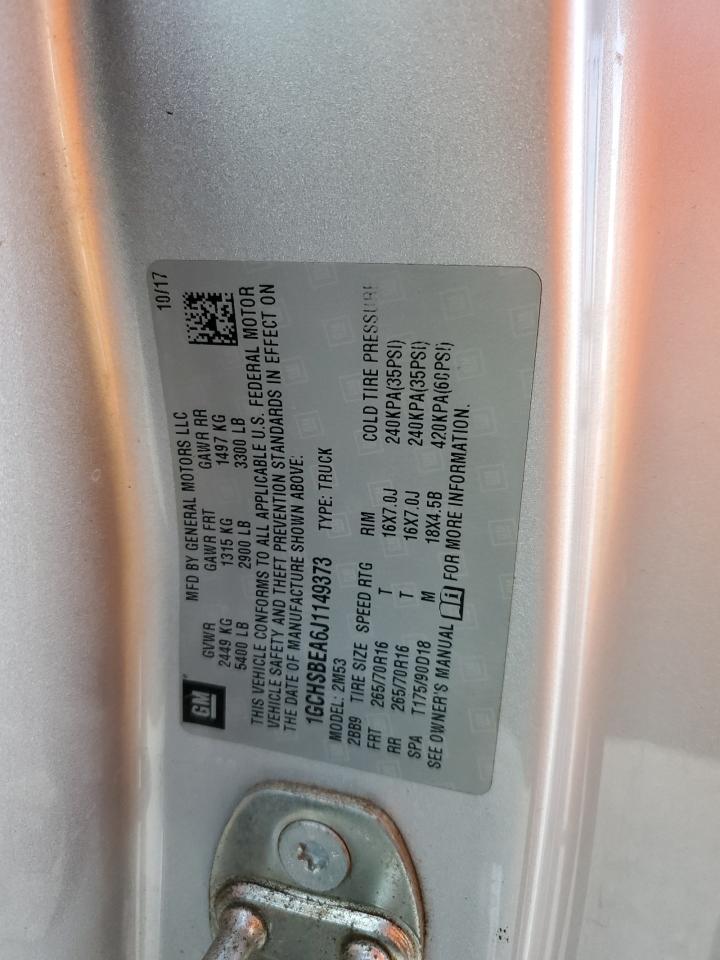 GM
MFD BY GENERAL MOTORS LLC 10/17
GVWR GAWR FRT GAWR RR
2449 KG 1315 KG 1497 KG
5400 LB 2900 LB 3300 LB
THIS VEHICLE CONFORMS TO ALL APPLICABLE U.S. FEDERAL MOTOR
VEHICLE SAFETY AND THEFT PREVENTION STANDARDS IN EFFECT ON
THE DATE OF MANUFACTURE SHOWN ABOVE.
1GCHSBEA6J1149373 TYPE: TRUCK
MODEL: 2M53
2BB9 TIRE SIZE SPEED RTG RIM COLD TIRE PRESSURE
FRT 265/70R16 T 16X7.0J 240KPA(35PSI)
RR 265/70R16 T 16X7.0J 240KPA(35PSI)
SPA T175/90D18 M 18X4.5B 420KPA(60PSI)
SEE OWNER'S MANUAL FOR MORE INFORMATION.